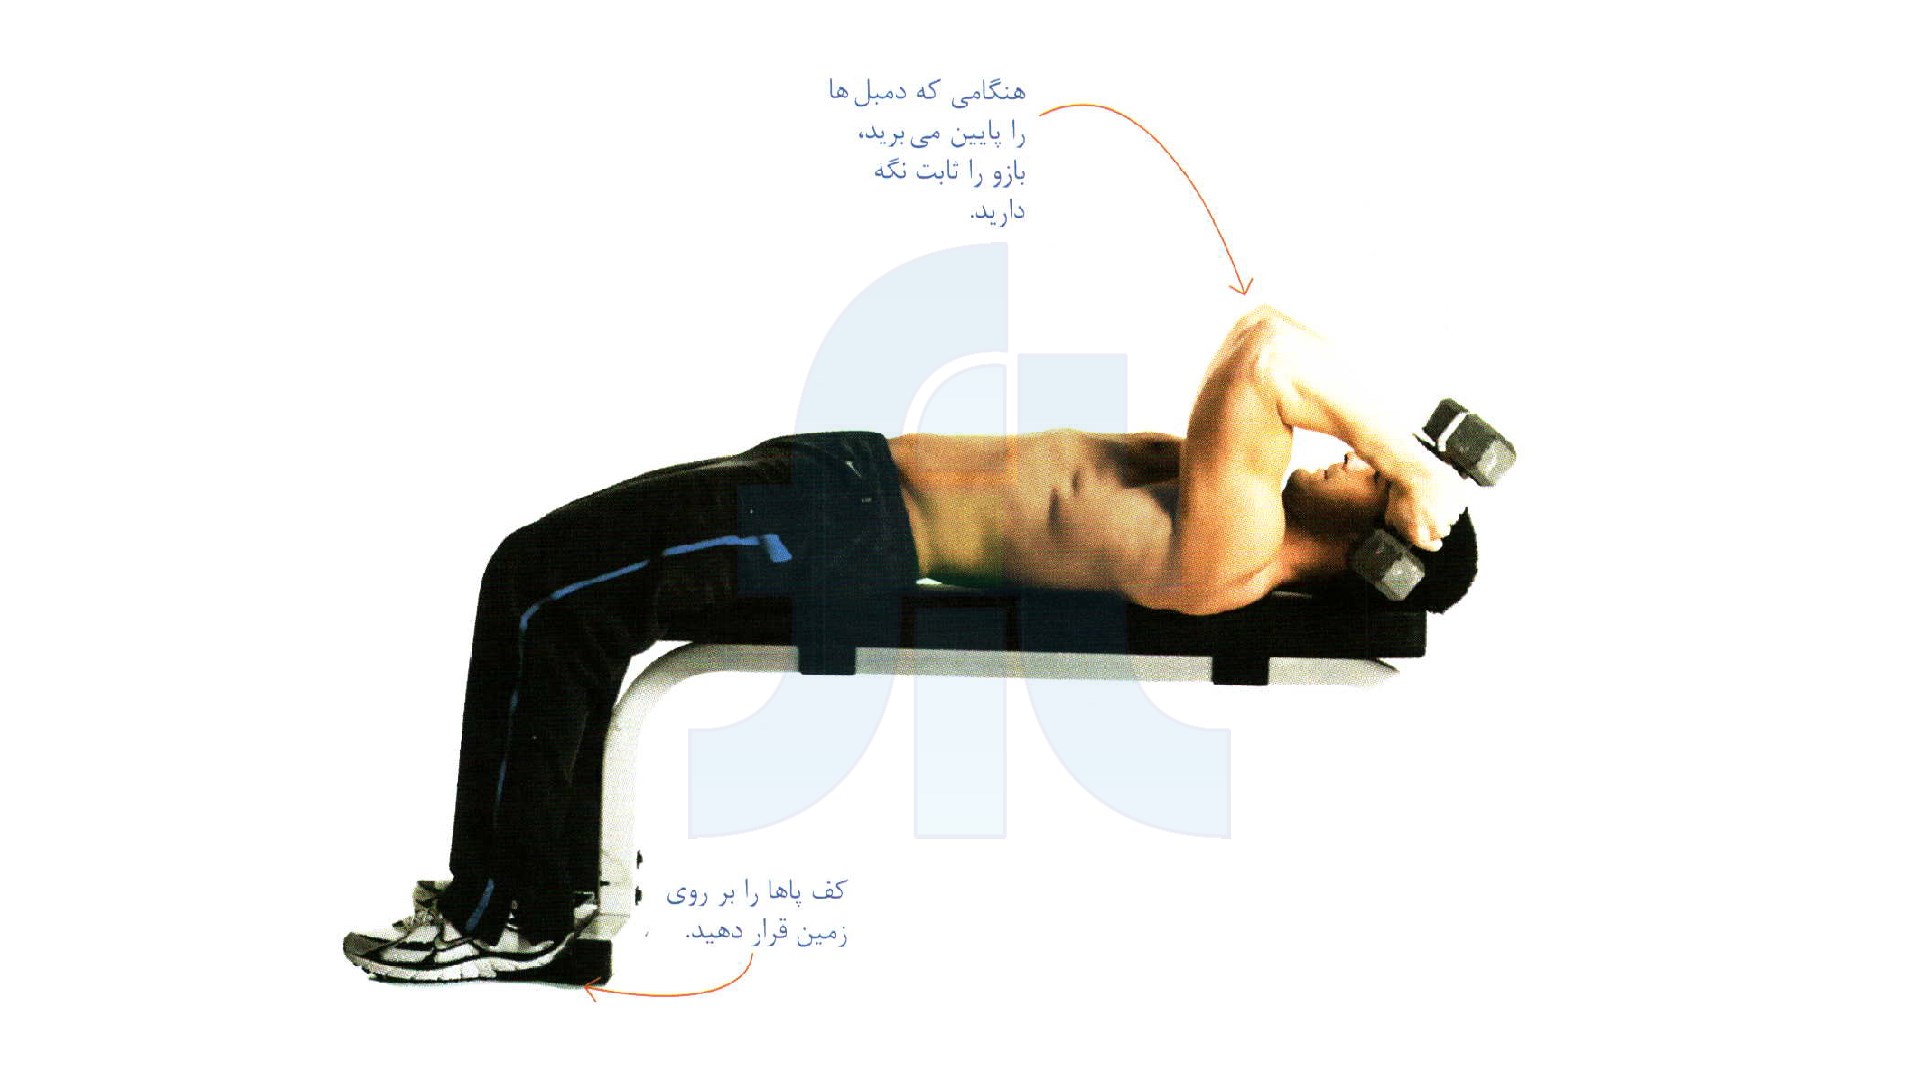 هنگامی که دمبل ها
را پایین می برید،
بازو را ثابت نگه
دارید.
کف پاها را بر روی
زمین قرار دهید.
fit